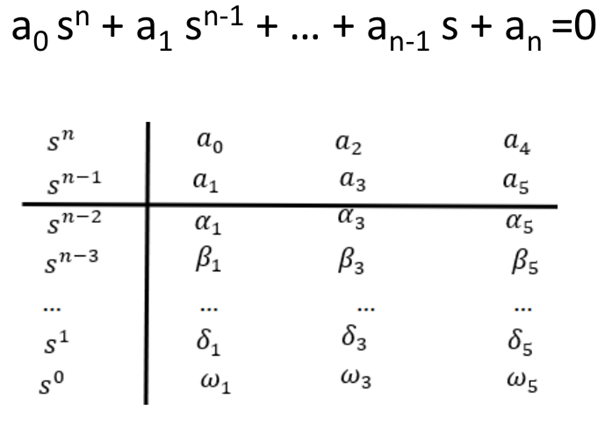 a₀ sⁿ + a₁ sⁿ⁻¹ + ... + aₙ₋₁ s + aₙ =0
sⁿ a₀ a₂ a₄
sⁿ⁻¹ a₁ a₃ a₅
sⁿ⁻² α₁ α₃ α₅
sⁿ⁻³ β₁ β₃ β₅
... ... ... ...
s¹ δ₁ δ₃ δ₅
s⁰ ω₁ ω₃ ω₅